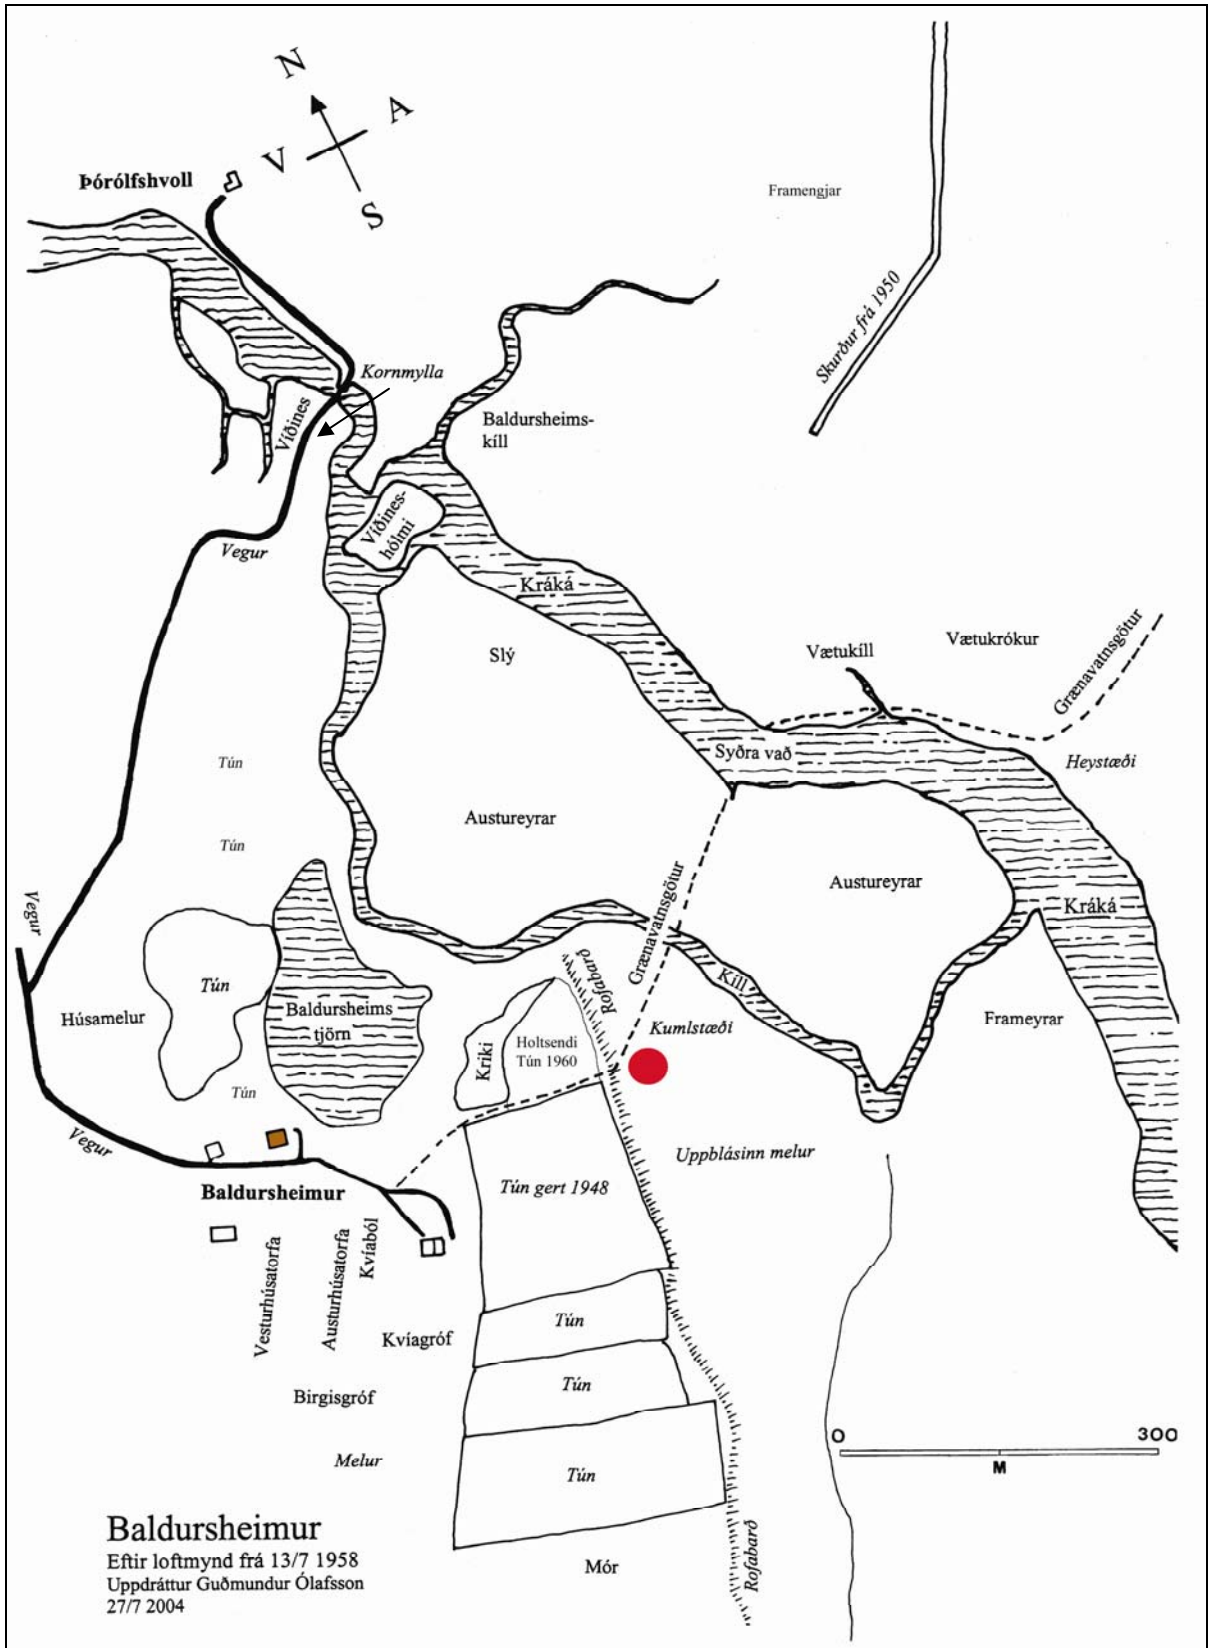 N
A
V
S
Þórólfshvoll
Framengjar
Skurður frá 1950
Kornmylla
Víðines
Baldursheims-
kíll
Víðines-
hólmi
Vegur
Kráká
Slý
Vætukíll
Vætukrókur
Grænavatnsgötur
Syðra vað
Heystæði
Tún
Austureyrar
Tún
Austureyrar
Grænavatnsgötur
Kráká
Vegur
Rofabarð
Kíll
Tún
Húsamelur
Baldursheims
tjörn
Kriki
Holtsendi
Tún 1960
Kumlstæði
Frameyrar
Tún
Vegur
Uppblásinn melur
Baldursheimur
Tún gert 1948
Vesturhúsatorfa
Austurhúsatorfa
Kvíaból
Kvíagróf
Tún
Birgisgróf
Tún
Melur
Tún
O
300
M
Rofabarð
Mór
Baldursheimur
Eftir loftmynd frá 13/7 1958
Uppdráttur Guðmundur Ólafsson
27/7 2004